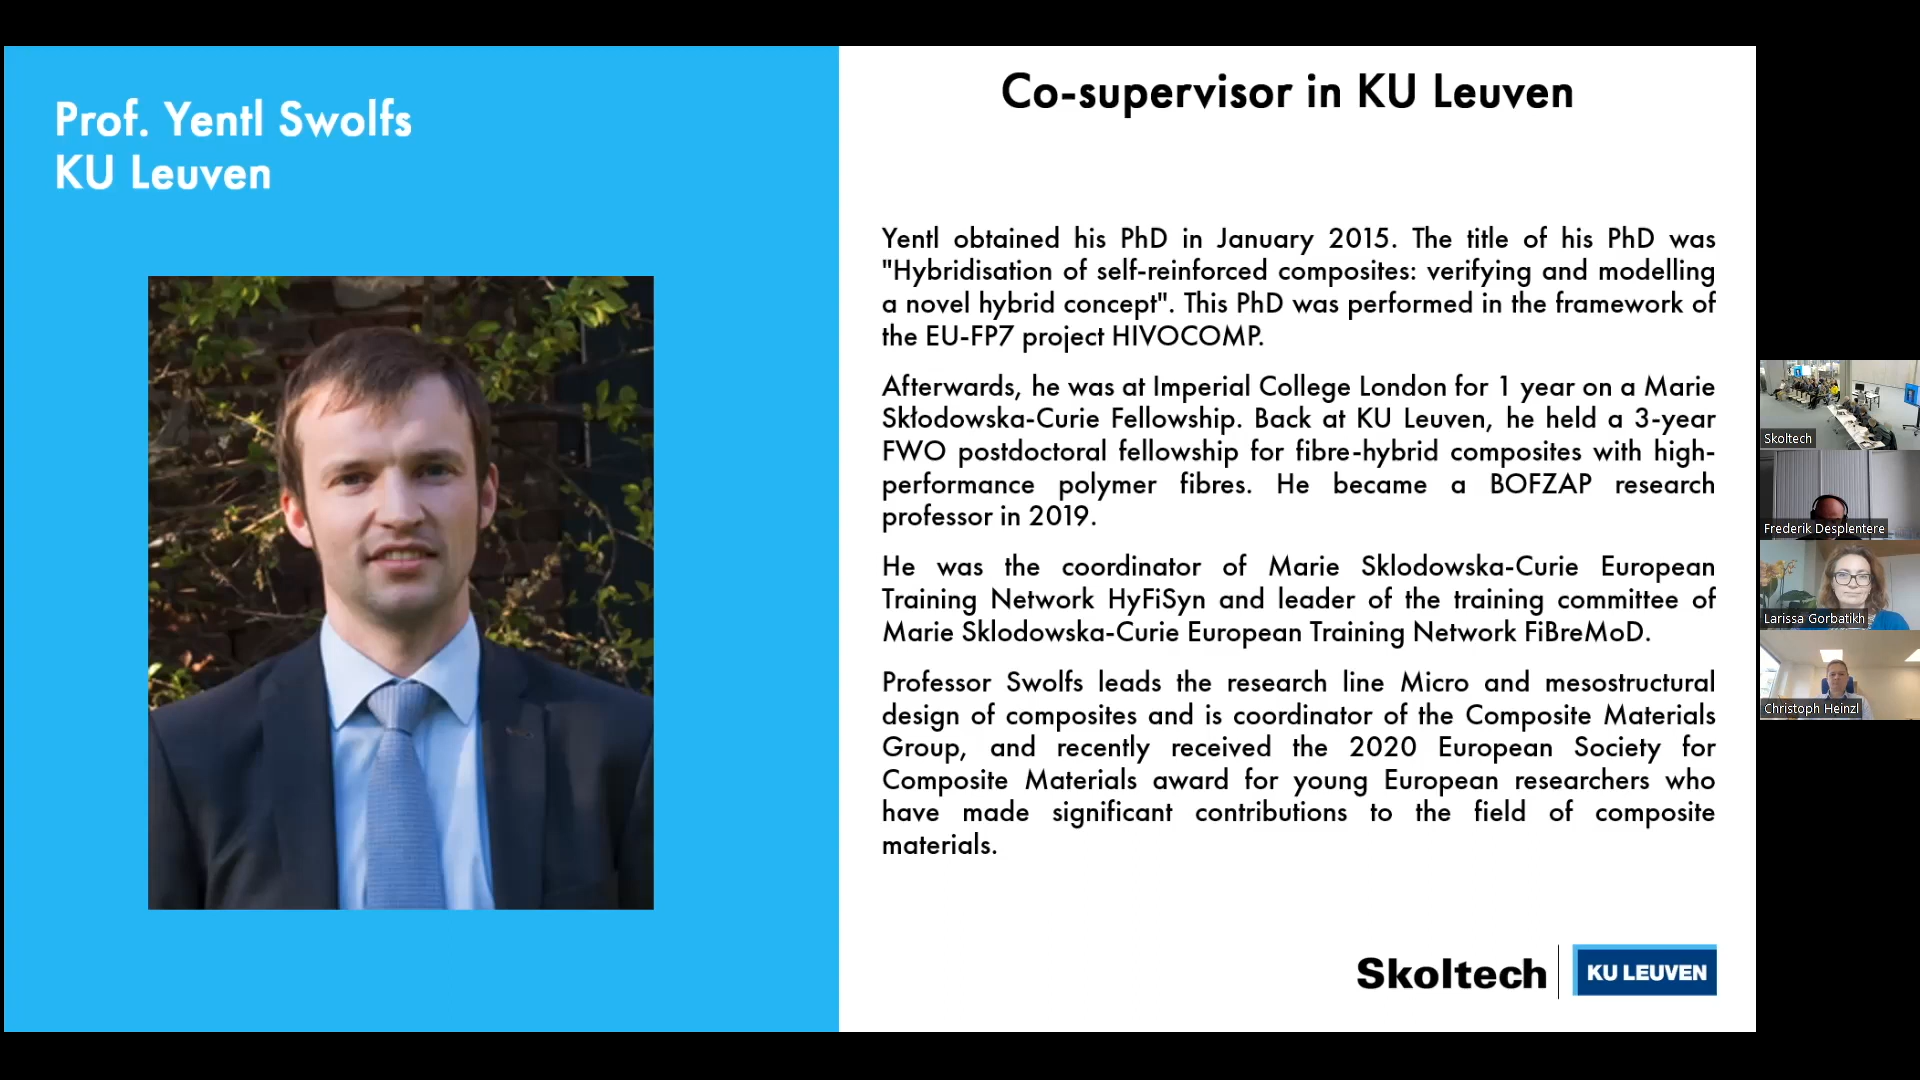 Prof. Yentl Swolfs
KU Leuven
Co-supervisor in KU Leuven
Yentl obtained his PhD in January 2015. The title of his PhD was
"Hybridisation of self-reinforced composites: verifying and modelling
a novel hybrid concept". This PhD was performed in the framework of
the EU-FP7 project HIVOCOMP.
Afterwards, he was at Imperial College London for 1 year on a Marie
Skłodowska-Curie Fellowship. Back at KU Leuven, he held a 3-year
FWO postdoctoral fellowship for fibre-hybrid composites with high-
performance polymer fibres. He became a BOFZAP research
professor in 2019.
He was the coordinator of Marie Sklodowska-Curie European
Training Network HyFiSyn and leader of the training committee of
Marie Sklodowska-Curie European Training Network FiBreMoD.
Professor Swolfs leads the research line Micro and mesostructural
design of composites and is coordinator of the Composite Materials
Group, and recently received the 2020 European Society for
Composite Materials award for young European researchers who
have made significant contributions to the field of composite
materials.
Skoltech
KU LEUVEN
Skoltech
Frederik Desplentere
Larissa Gorbatikh
Christoph Heinzl